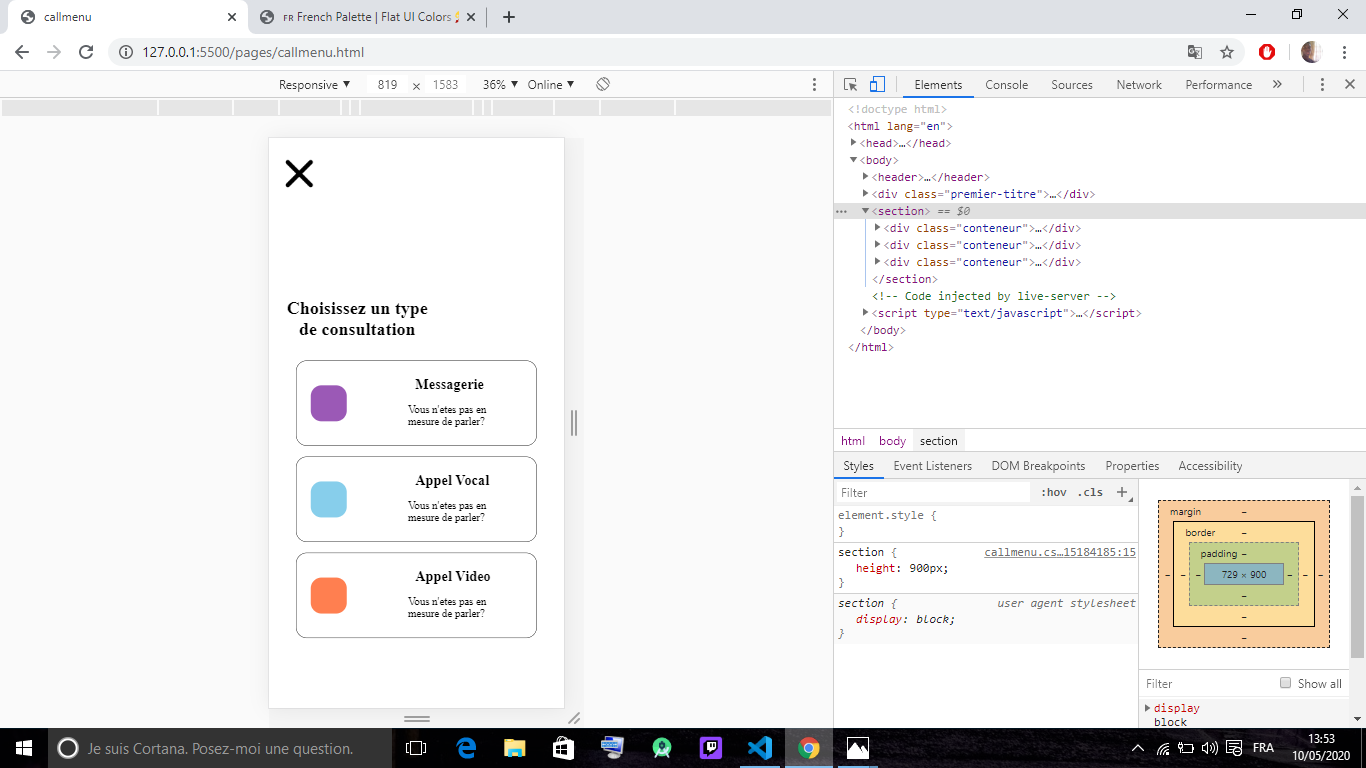 callmenu
FR French Palette | Flat UI Colors
127.0.0.1:5500/pages/callmenu.html
Responsive ▼ 819 × 1583 36% ▼ Online ▼
Elements Console Sources Network Performance »
<!doctype html>
<html lang="en">
<head>…</head>
<body>
<header>…</header>
<div class="premier-titre">…</div>
<section> == $0
<div class="conteneur">…</div>
<div class="conteneur">…</div>
<div class="conteneur">…</div>
</section>
<!-- Code injected by live-server -->
<script type="text/javascript">…</script>
</body>
</html>
Choisissez un type
de consultation
Messagerie
Vous n'etes pas en
mesure de parler?
Appel Vocal
Vous n'etes pas en
mesure de parler?
Appel Video
Vous n'etes pas en
mesure de parler?
html body section
Styles Event Listeners DOM Breakpoints Properties Accessibility
Filter :hov .cls +
element.style {
}
section { callmenu.cs…15184185:15
height: 900px;
}
section { user agent stylesheet
display: block;
}
margin –
border –
padding –
– – – 729 × 900 – – –
–
–
–
Filter Show all
display
block
Je suis Cortana. Posez-moi une question.
FRA
13:53
10/05/2020